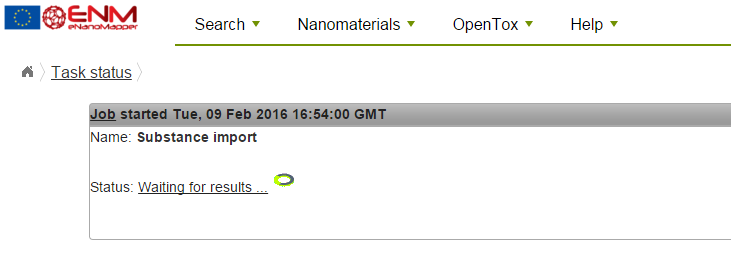 ENM
eNanoMapper
Search Nanomaterials OpenTox Help
Task status
Job started Tue, 09 Feb 2016 16:54:00 GMT
Name: Substance import
Status: Waiting for results ...